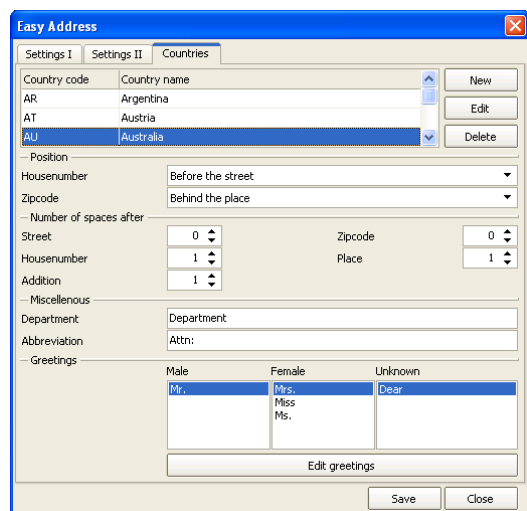 Easy Address
Settings I Settings II Countries
Country code Country name New
AR Argentina
AT Austria Edit
AU Australia Delete
Position
Housenumber Before the street
Zipcode Behind the place
Number of spaces after
Street 0 Zipcode 0
Housenumber 1 Place 1
Addition 1
Miscellenous
Department Department
Abbreviation Attn:
Greetings
Male Female Unknown
Mr. Mrs. Dear
Miss
Ms.
Edit greetings
Save Close